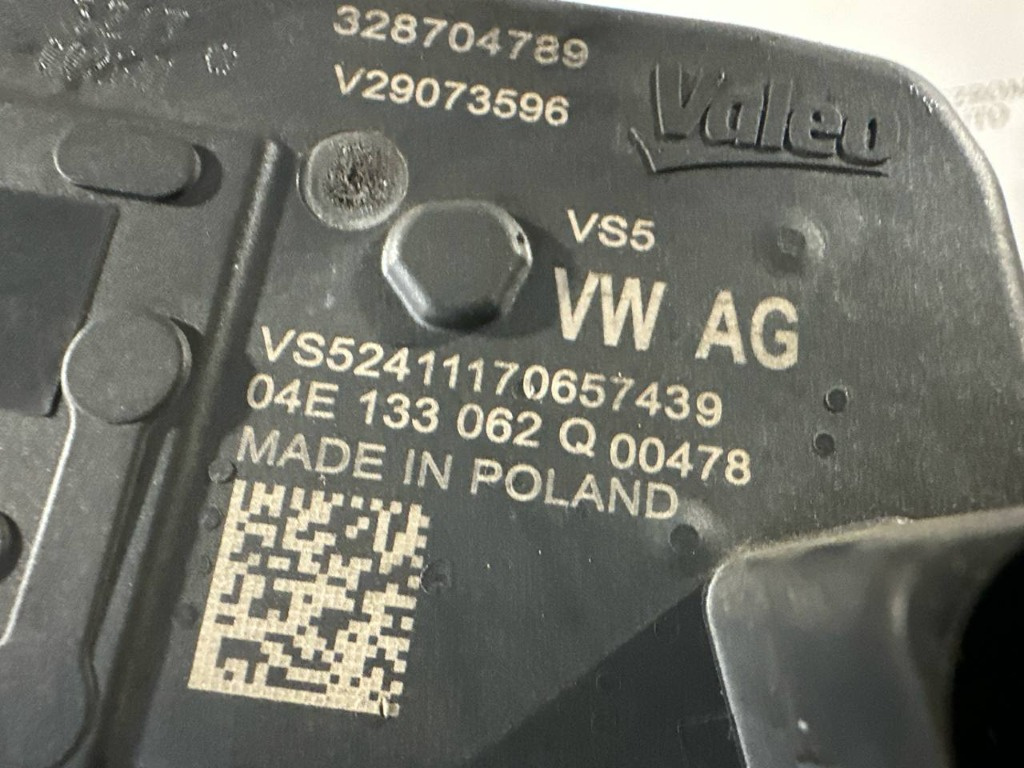 328704789
V29073596
Valeo
VS5
VW AG
VS52411170657439
04E 133 062 Q 00478
MADE IN POLAND